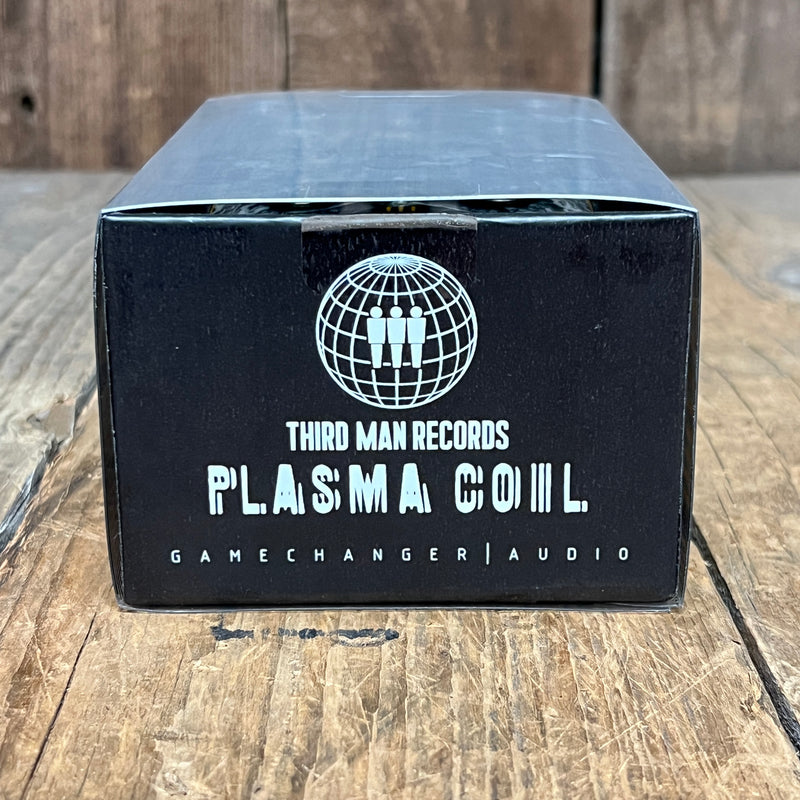 THIRD MAN RECORDS
PLASMA COIL
GAMECHANGER|AUDIO